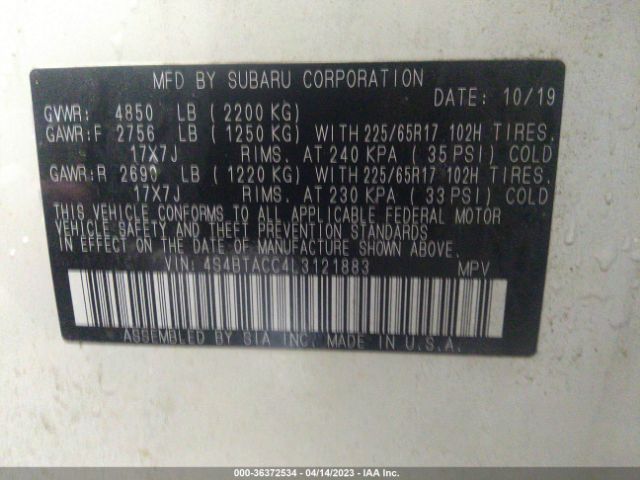 MFD BY SUBARU CORPORATION
DATE: 10/19
GVWR: 4850 LB (2200 KG)
GAWR:F 2756 LB (1250 KG) WITH 225/65R17 102H TIRES.
17X7J RIMS. AT 240 KPA (35 PSI) COLD
GAWR:R 2690 LB (1220 KG) WITH 225/65R17 102H TIRES.
17X7J RIMS. AT 230 KPA (33 PSI) COLD
THIS VEHICLE CONFORMS TO ALL APPLICABLE FEDERAL MOTOR
VEHICLE SAFETY AND THEFT PREVENTION STANDARDS
IN EFFECT ON THE DATE OF MANUFACTURE SHOWN ABOVE.
VIN: 4S4BTACC4L3121883 MPV
ASSEMBLED BY SIA INC. MADE IN U.S.A.
000-36372534 - 04/14/2023 - IAA Inc.